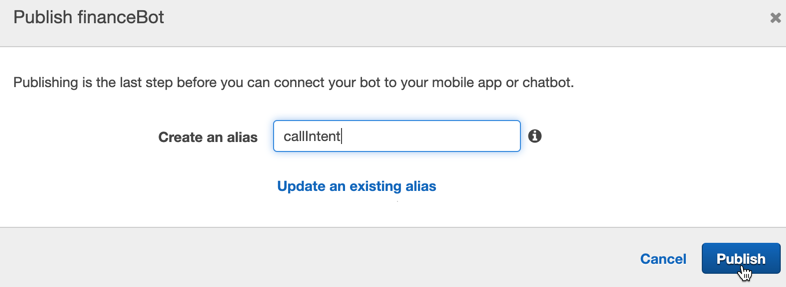 Publish financeBot
Publishing is the last step before you can connect your bot to your mobile app or chatbot.
Create an alias callIntent
Update an existing alias
Cancel Publish